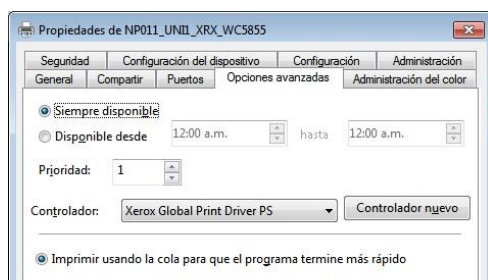 Propiedades de NP011_UNI1_XRX_WC5855
Seguridad Configuración del dispositivo Configuración Administración
General Compartir Puertos Opciones avanzadas Administración del color
Siempre disponible
Disponible desde 12:00 a.m. hasta 12:00 a.m.
Prioridad: 1
Controlador: Xerox Global Print Driver PS Controlador nuevo
Imprimir usando la cola para que el programa termine más rápido